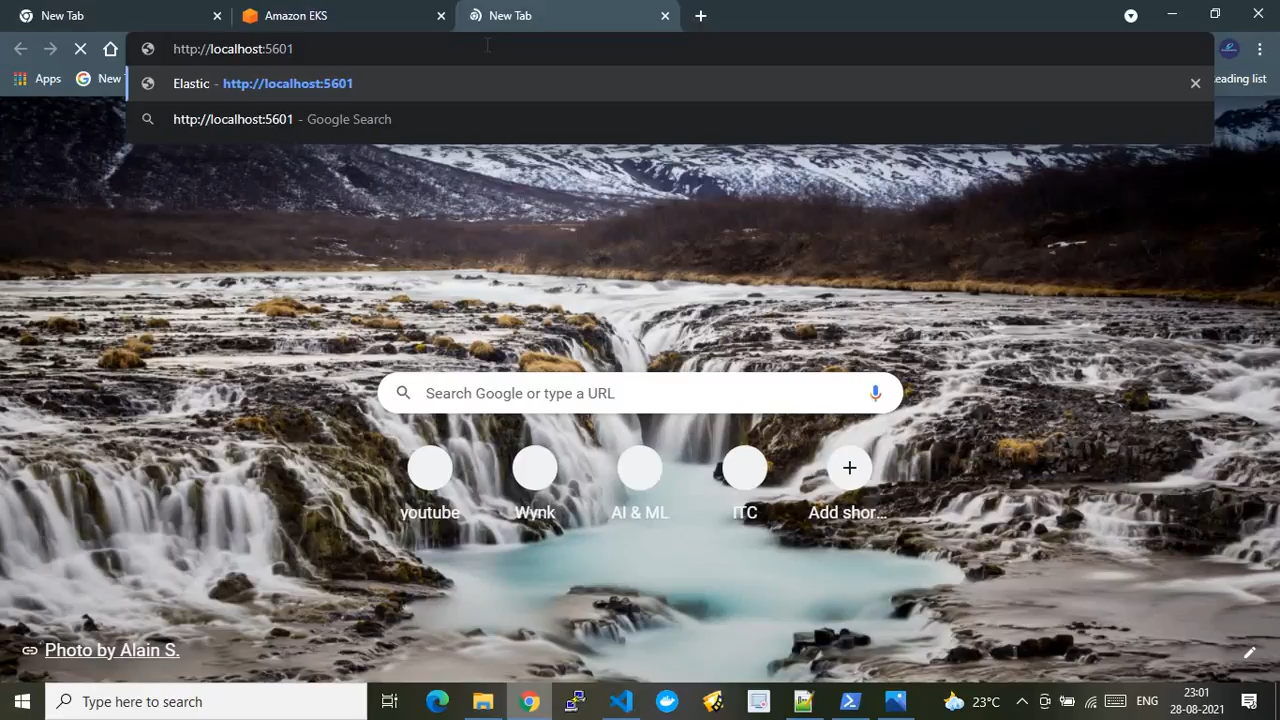 New Tab
Amazon EKS
New Tab
http://localhost:5601
Apps
New
Elastic - http://localhost:5601
eading list
http://localhost:5601 - Google Search
Search Google or type a URL
youtube
Wynk
AI & ML
ITC
Add shor...
Photo by Alain S.
Type here to search
23°C
ENG
23:01
28-08-2021